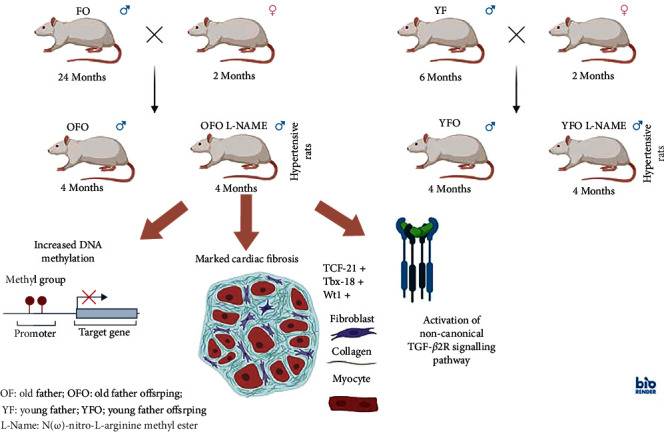 FO ♂ ♀
YF ♂ ♀
24 Months
2 Months
6 Months
2 Months
OFO ♂
OFO L-NAME ♂
Hypertensive
rats
YFO ♂
YFO L-NAME ♂
Hypertensive
rats
4 Months
4 Months
4 Months
4 Months
Increased DNA
methylation
Methyl group
Promoter
Target gene
Marked cardiac fibrosis
TCF-21 +
Tbx-18 +
Wt1 +
Fibroblast
Collagen
Myocyte
Activation of
non-canonical
TGF-β2R signalling
pathway
OF: old father; OFO: old father offsrping;
YF: young father; YFO; young father offsrping
L-Name: N(ω)-nitro-L-arginine methyl ester
bio
RENDER